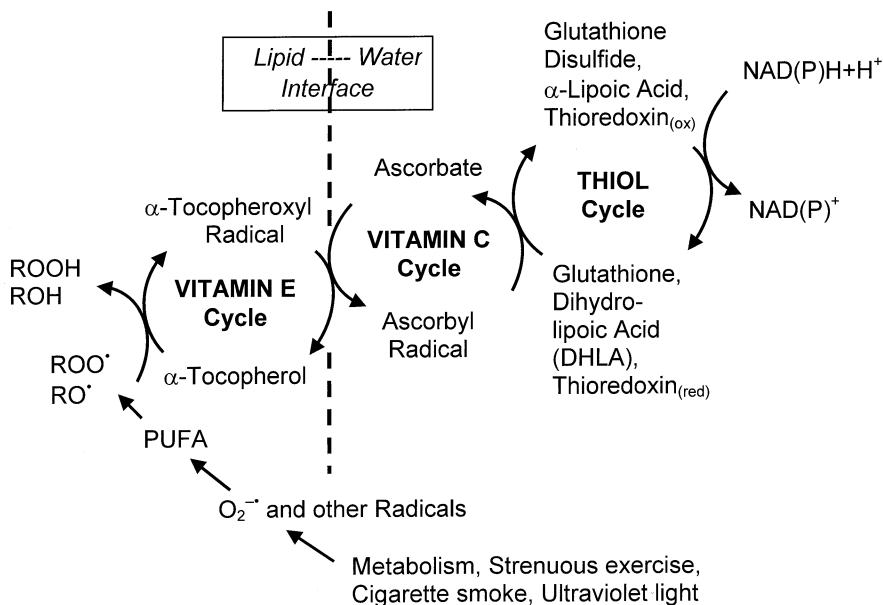 Lipid ----- Water
Interface
Glutathione
Disulfide,
α-Lipoic Acid,
Thioredoxin(ox)
NAD(P)H+H+
THIOL
Cycle
NAD(P)+
Ascorbate
VITAMIN C
Cycle
Ascorbyl
Radical
Glutathione,
Dihydro-
lipoic Acid
(DHLA),
Thioredoxin(red)
α-Tocopheroxyl
Radical
VITAMIN E
Cycle
α-Tocopherol
ROOH
ROH
ROO•
RO•
PUFA
O2–• and other Radicals
Metabolism, Strenuous exercise,
Cigarette smoke, Ultraviolet light